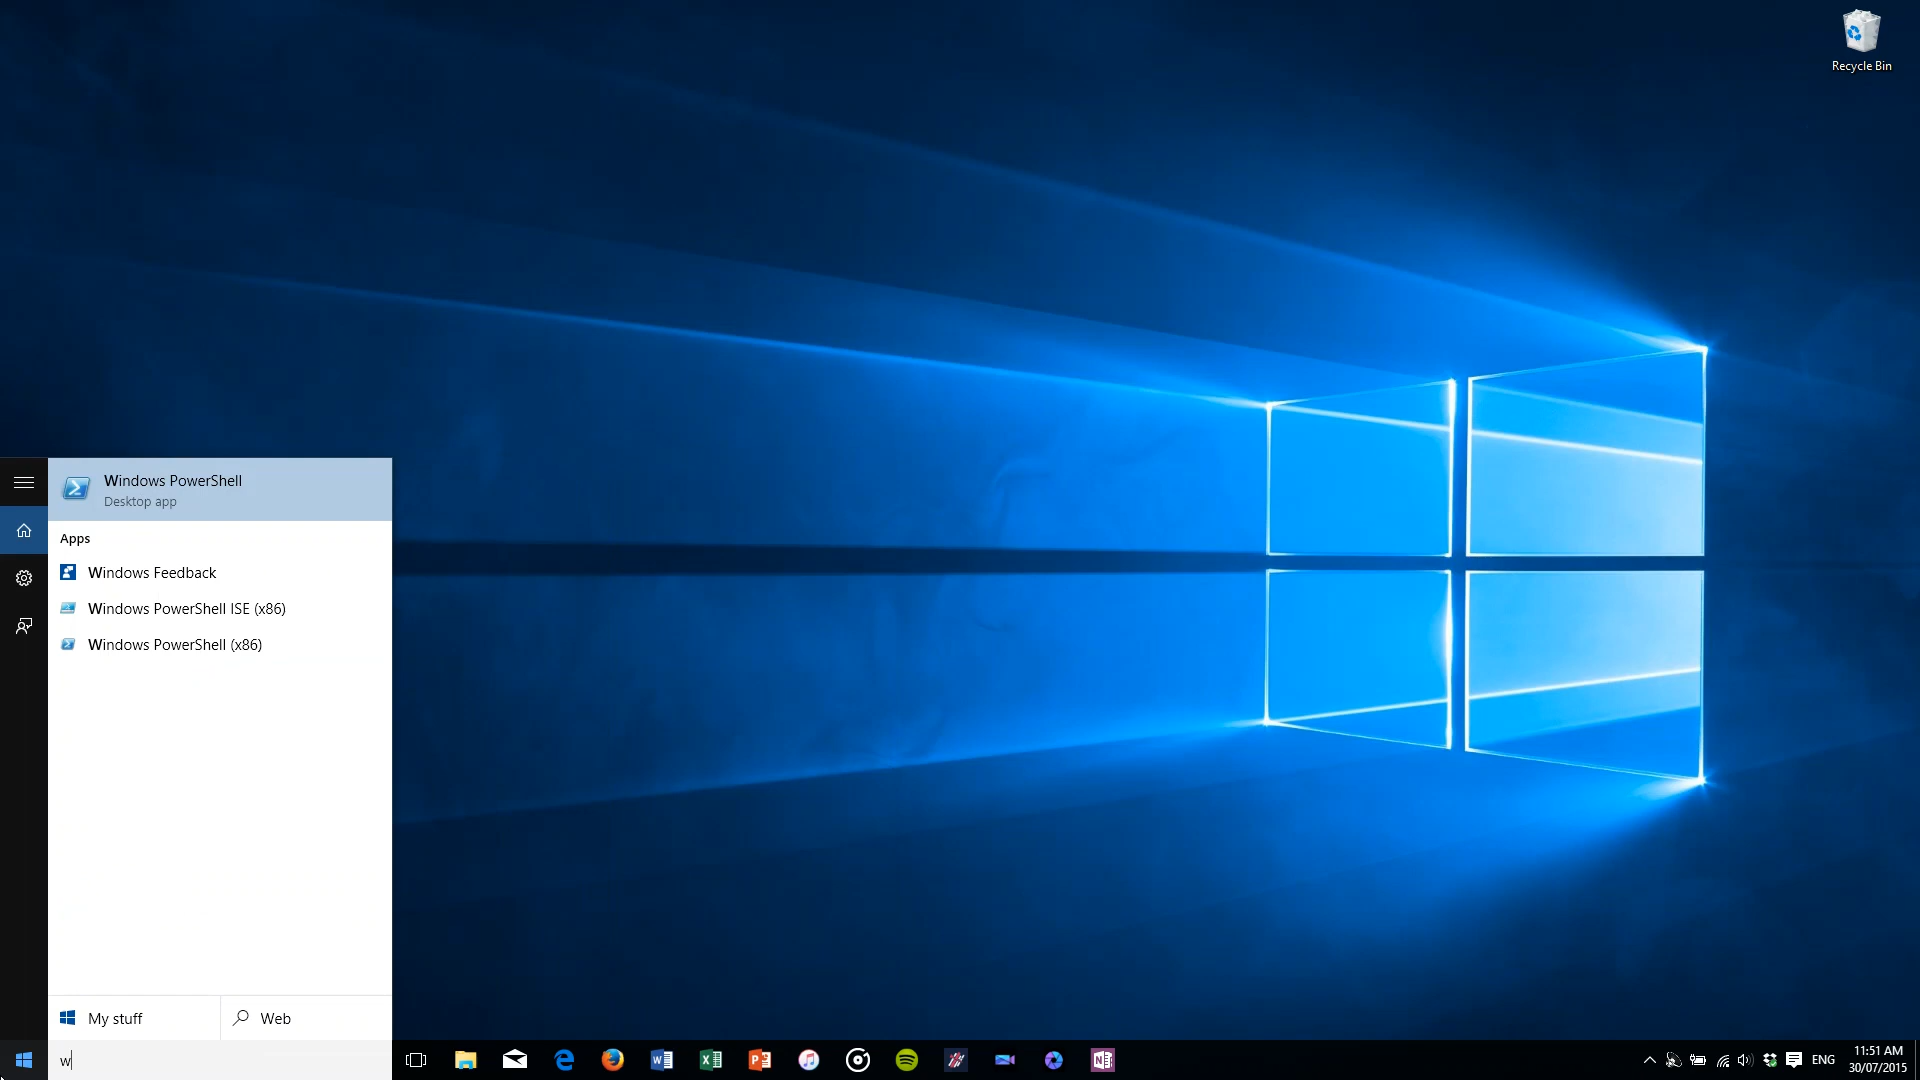 Recycle Bin
Windows PowerShell
Desktop app
Apps
Windows Feedback
Windows PowerShell ISE (x86)
Windows PowerShell (x86)
My stuff
Web
w
ENG
11:51 AM
30/07/2015